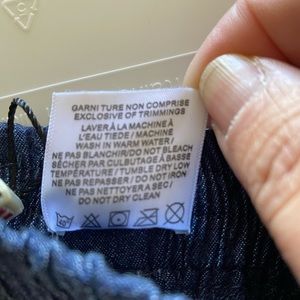 GARNITURE NON COMPRISE
EXCLUSIVE OF TRIMMINGS
LAVER À LA MACHINE À
L'EAU TIEDE / MACHINE
WASH IN WARM WATER /
NE PAS BLANCHIR/DO NOT BLEACH
SÉCHER PAR CULBUTAGE À BASSE
TEMPÉRATURE / TUMBLE DRY LOW
NE PAS REPASSER / DO NOT IRON
NE PAS NETTOYER A SEC /
DO NOT DRY CLEAN